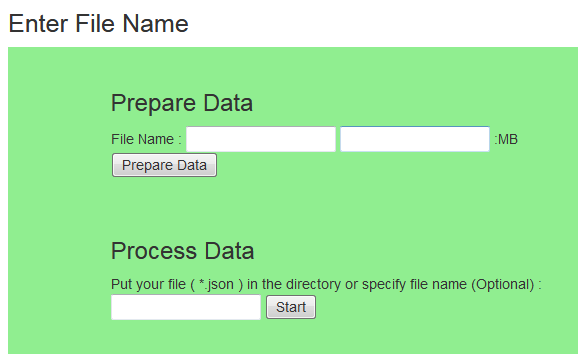 Enter File Name
Prepare Data
File Name : :MB
Prepare Data
Process Data
Put your file ( *.json ) in the directory or specify file name (Optional) :
Start